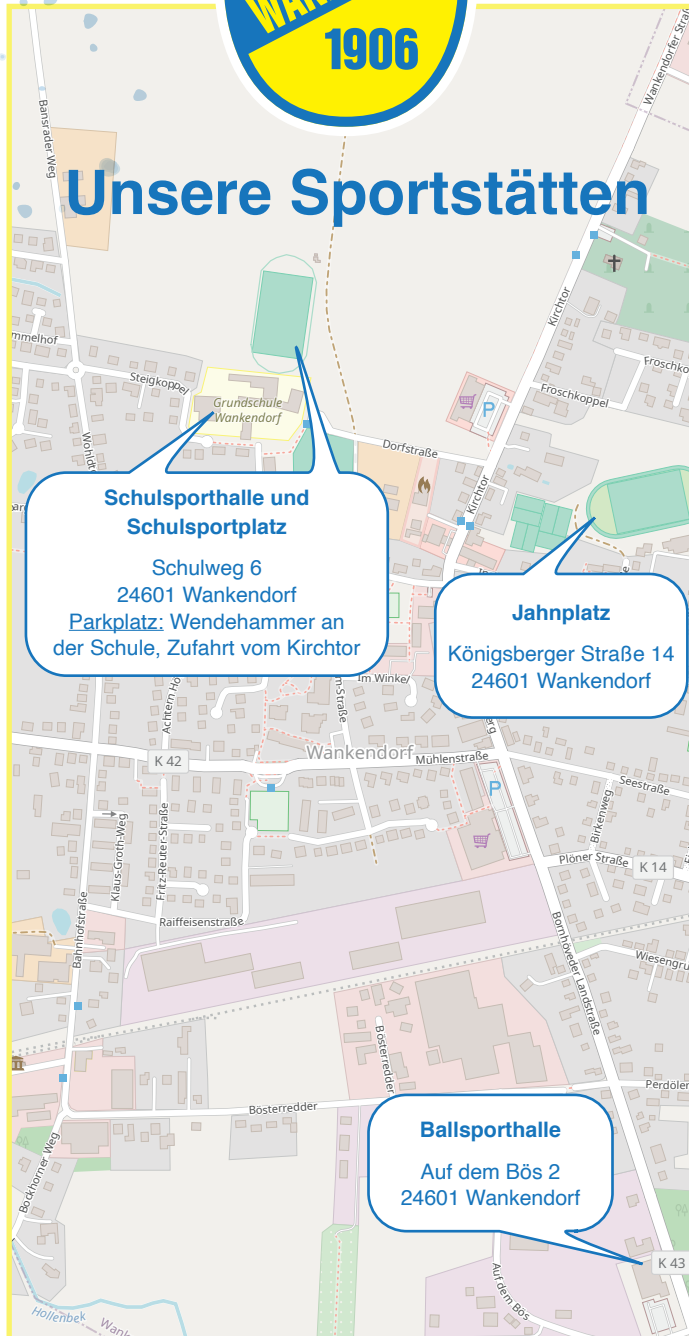 1906
Unsere Sportstätten
Bansrader Weg
Wankendorfer
Kirchtor
Steigkoppel
Grundschule
Wankendorf
Froschkoppel
Dorfstraße
Kirchtor
P
Schulsporthalle und
Schulsportplatz
Schulweg 6
24601 Wankendorf
Parkplatz: Wendehammer an
der Schule, Zufahrt vom Kirchtor
Jahnplatz
Königsberger Straße 14
24601 Wankendorf
Im Winkel
Achtern
K 42
Wankendorf
Mühlenstraße
Seestraße
P
Birkenweg
Plöner Straße
K 14
Klaus-Groth-Weg
Fritz-Reuter-Straße
Raiffeisenstraße
Bahnhofstraße
Bornhöveder Landstraße
Bösterredder
Bösterredder
Ballsporthalle
Auf dem Bös 2
24601 Wankendorf
Bockhorner Weg
K 43
Auf dem Bös
Hollenbek